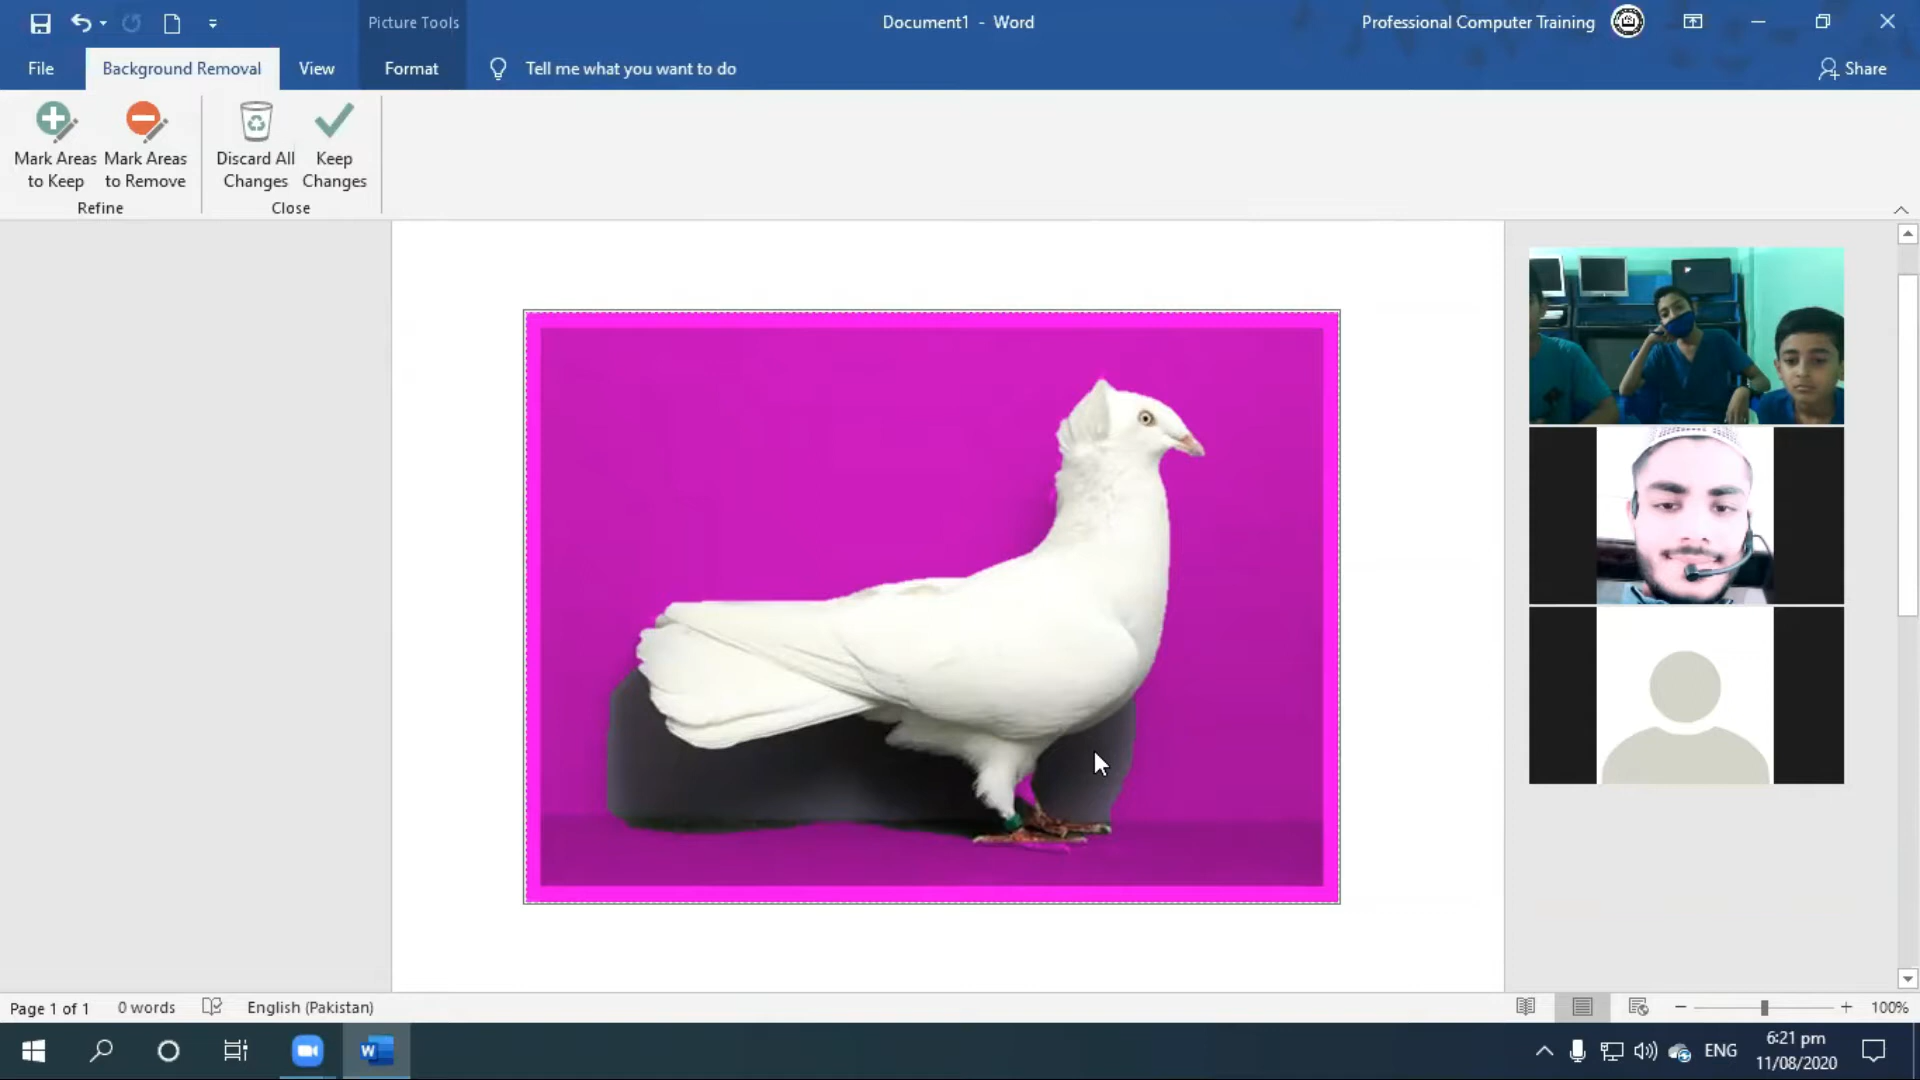 Picture Tools
Document1 - Word
Professional Computer Training
File
Background Removal
View
Format
Tell me what you want to do
Share
Mark Areas to Keep
Mark Areas to Remove
Discard All Changes
Keep Changes
Refine
Close
Page 1 of 1
0 words
English (Pakistan)
100%
ENG
6:21 pm
11/08/2020